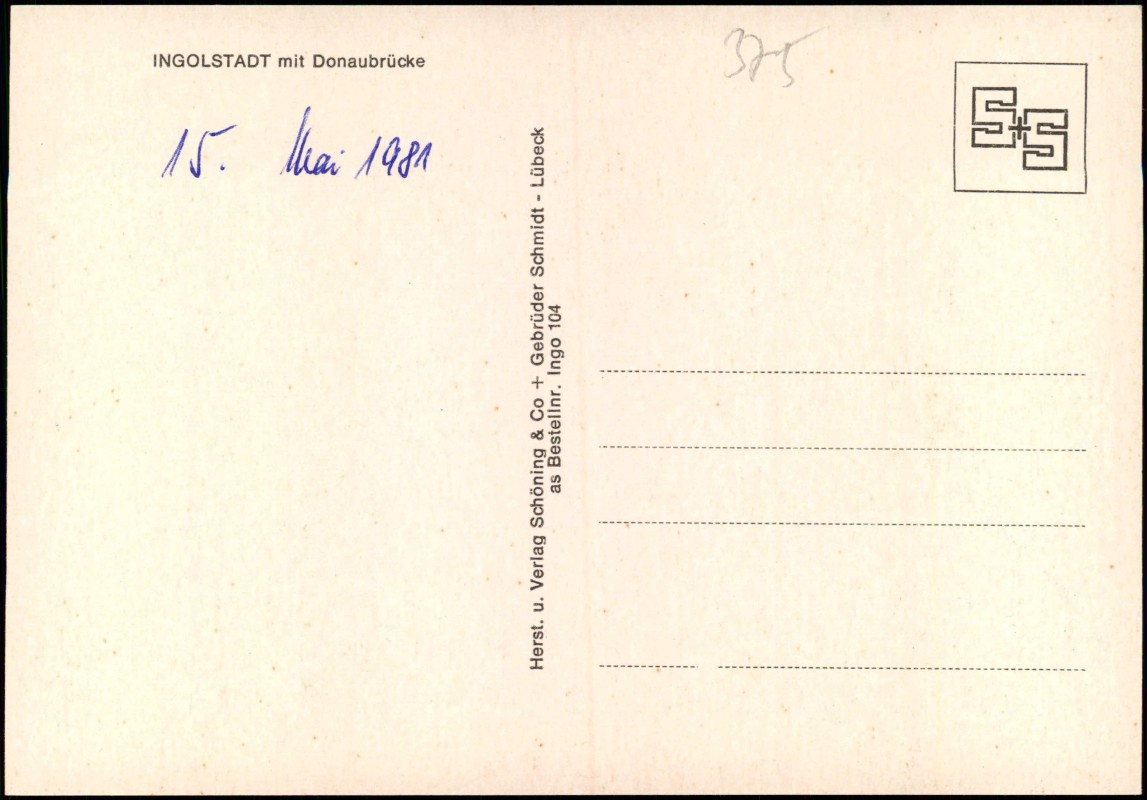 INGOLSTADT mit Donaubrücke
15. Mai 1981
375
S+S
Herst. u. Verlag Schöning & Co + Gebrüder Schmidt - Lübeck
as Bestellnr. Ingo 104